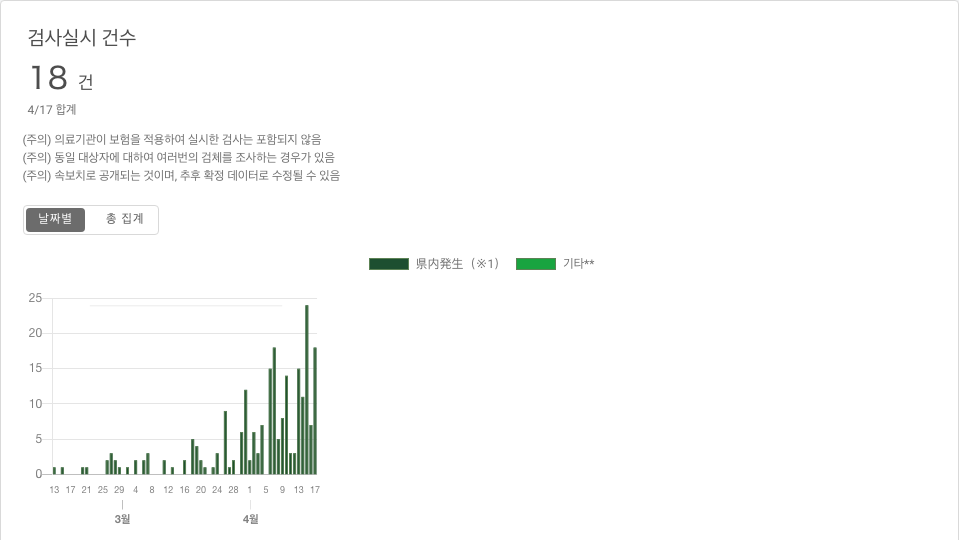 검사실시 건수
18 건
4/17 합계
(주의) 의료기관이 보험을 적용하여 실시한 검사는 포함되지 않음
(주의) 동일 대상자에 대하여 여러번의 검체를 조사하는 경우가 있음
(주의) 속보치로 공개되는 것이며, 추후 확정 데이터로 수정될 수 있음
날짜별 총 집계
県内発生（※1） 기타**
25
20
15
10
5
0
13 17 21 25 29 4 8 12 16 20 24 28 1 5 9 13 17
3월 4월